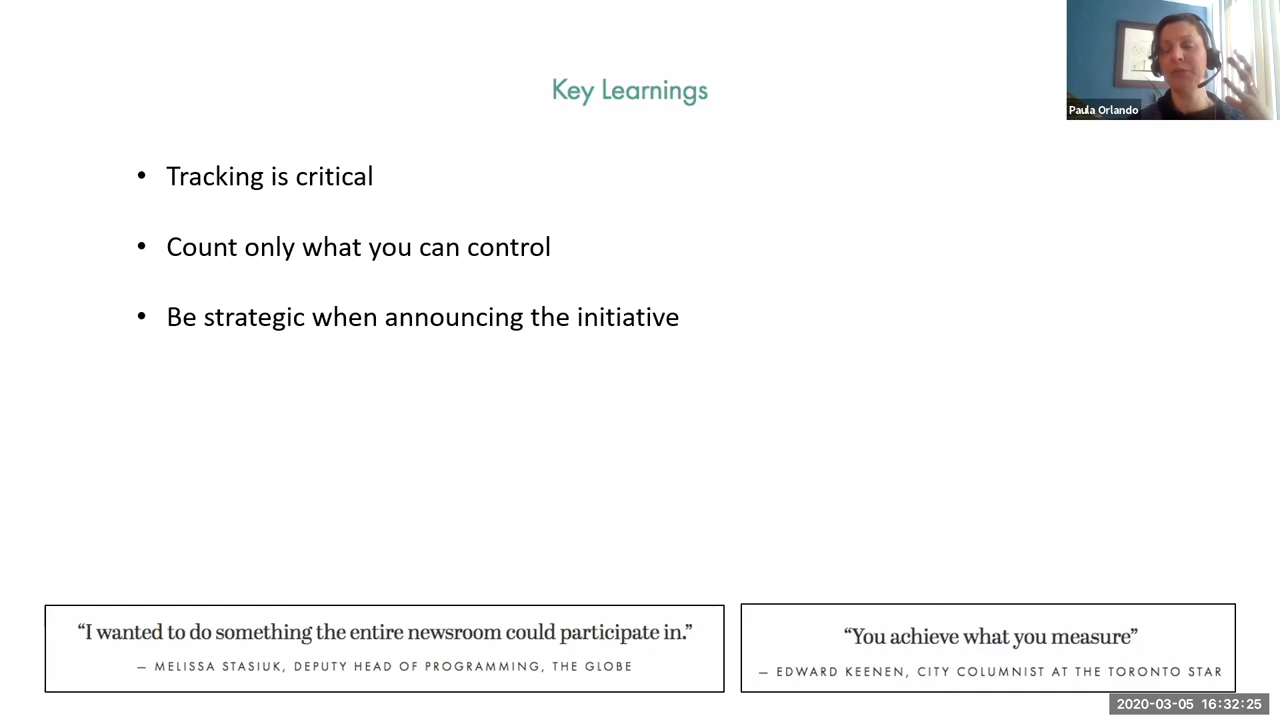 Key Learnings
Paula Orlando
• Tracking is critical
• Count only what you can control
• Be strategic when announcing the initiative
“I wanted to do something the entire newsroom could participate in.”
— MELISSA STASIUK, DEPUTY HEAD OF PROGRAMMING, THE GLOBE
“You achieve what you measure”
— EDWARD KEENEN, CITY COLUMNIST AT THE TORONTO STAR
2020-03-05 16:32:25